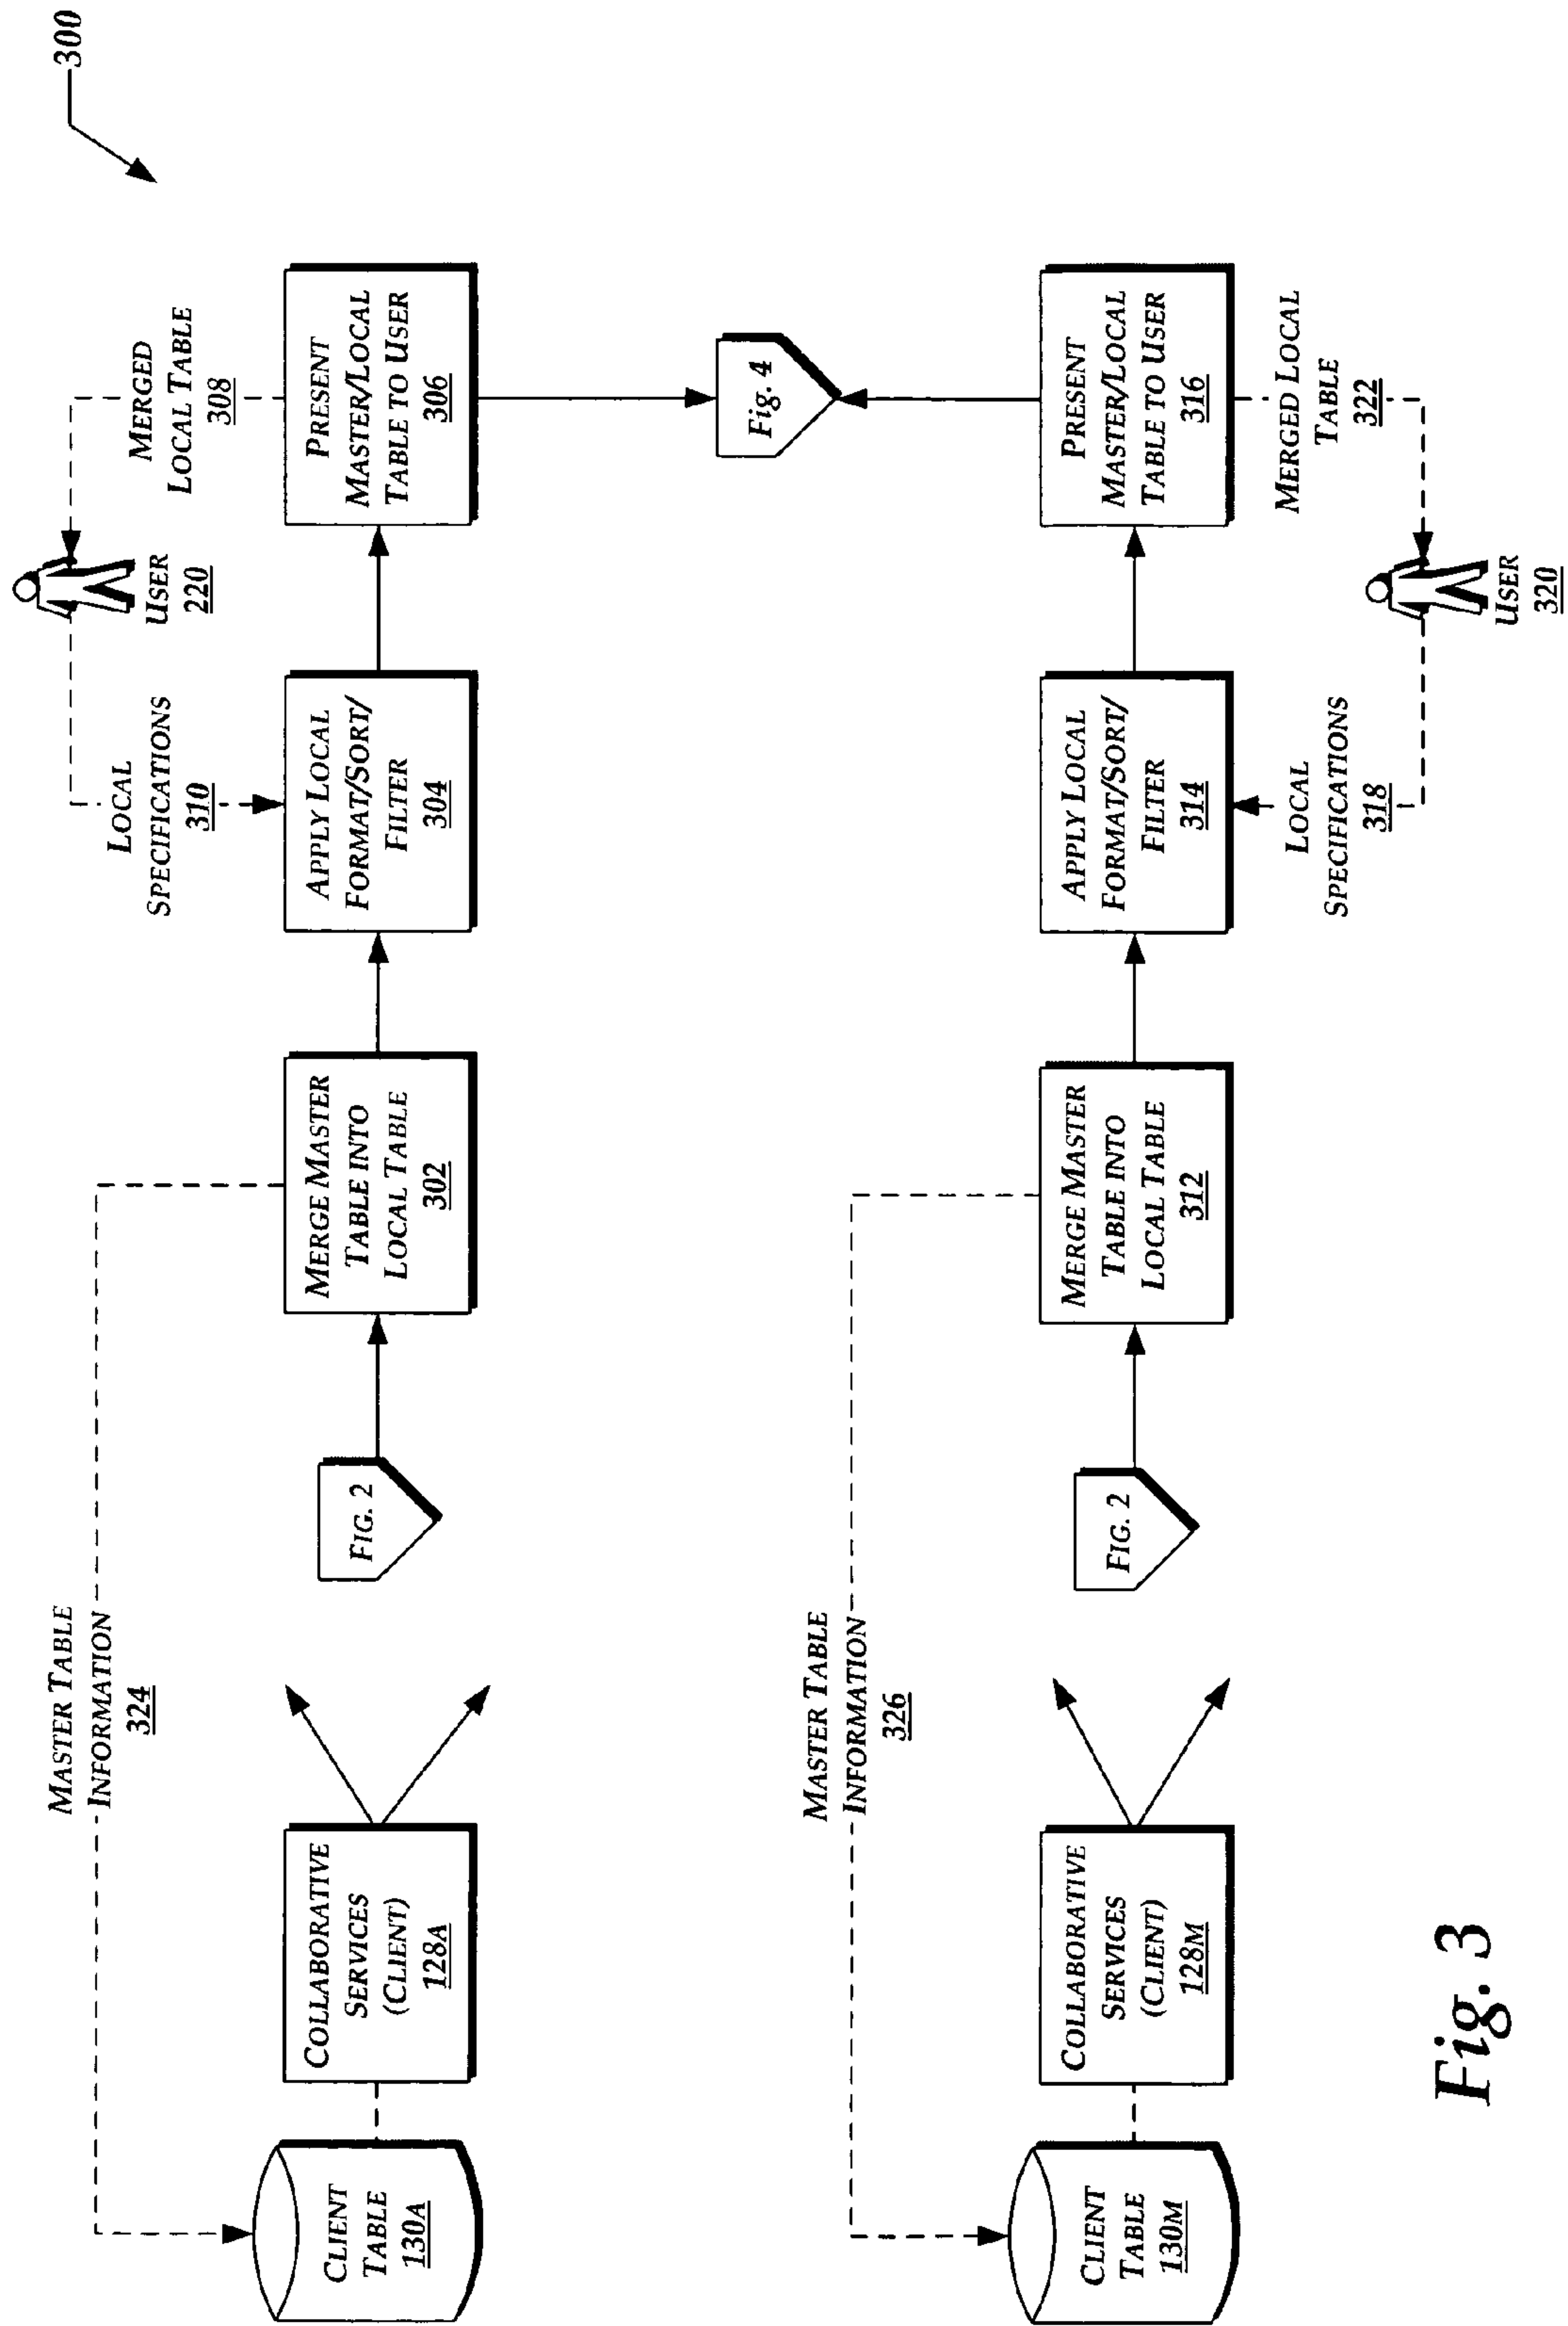 300
MASTER TABLE
INFORMATION
324
CLIENT
TABLE
130A
COLLABORATIVE
SERVICES
(CLIENT)
128A
FIG. 2
MERGE MASTER
TABLE INTO
LOCAL TABLE
302
LOCAL
SPECIFICATIONS
310
APPLY LOCAL
FORMAT/SORT/
FILTER
304
USER
220
MERGED
LOCAL TABLE
308
PRESENT
MASTER/LOCAL
TABLE TO USER
306
Fig. 4
MASTER TABLE
INFORMATION
326
CLIENT
TABLE
130M
COLLABORATIVE
SERVICES
(CLIENT)
128M
FIG. 2
MERGE MASTER
TABLE INTO
LOCAL TABLE
312
APPLY LOCAL
FORMAT/SORT/
FILTER
314
LOCAL
SPECIFICATIONS
318
PRESENT
MASTER/LOCAL
TABLE TO USER
316
MERGED LOCAL
TABLE
322
USER
320
Fig. 3